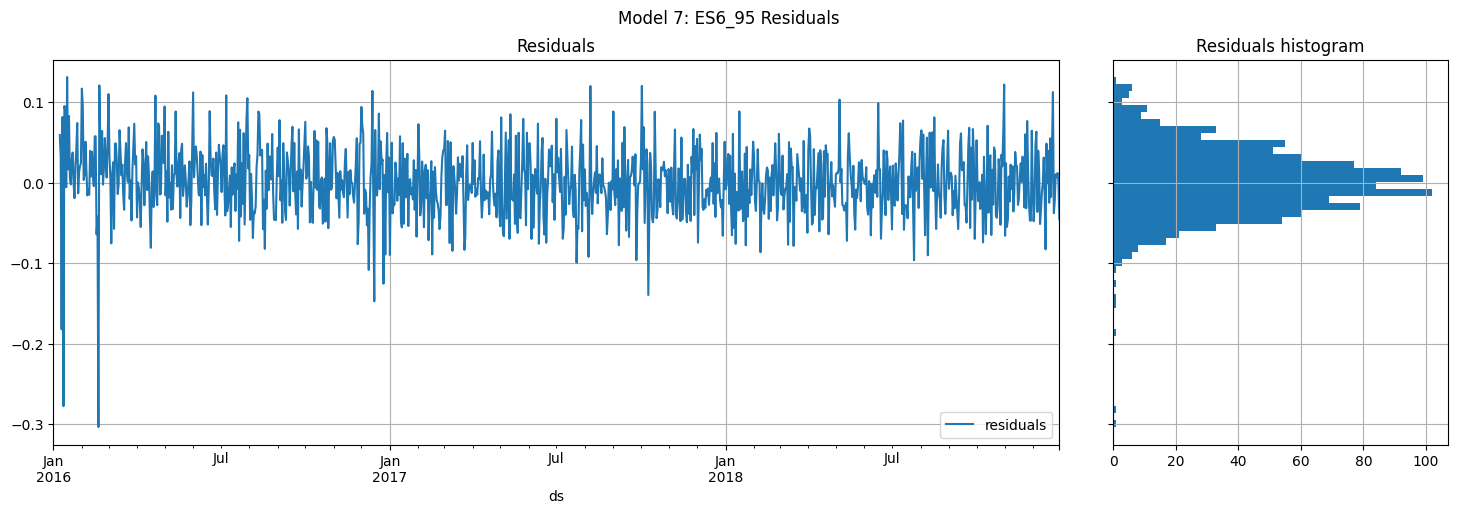 Model 7: ES6_95 Residuals
Residuals
Residuals histogram
0.1
0.0
−0.1
−0.2
−0.3
residuals
Jan
2016
Jul
Jan
2017
Jul
Jan
2018
Jul
ds
0
20
40
60
80
100